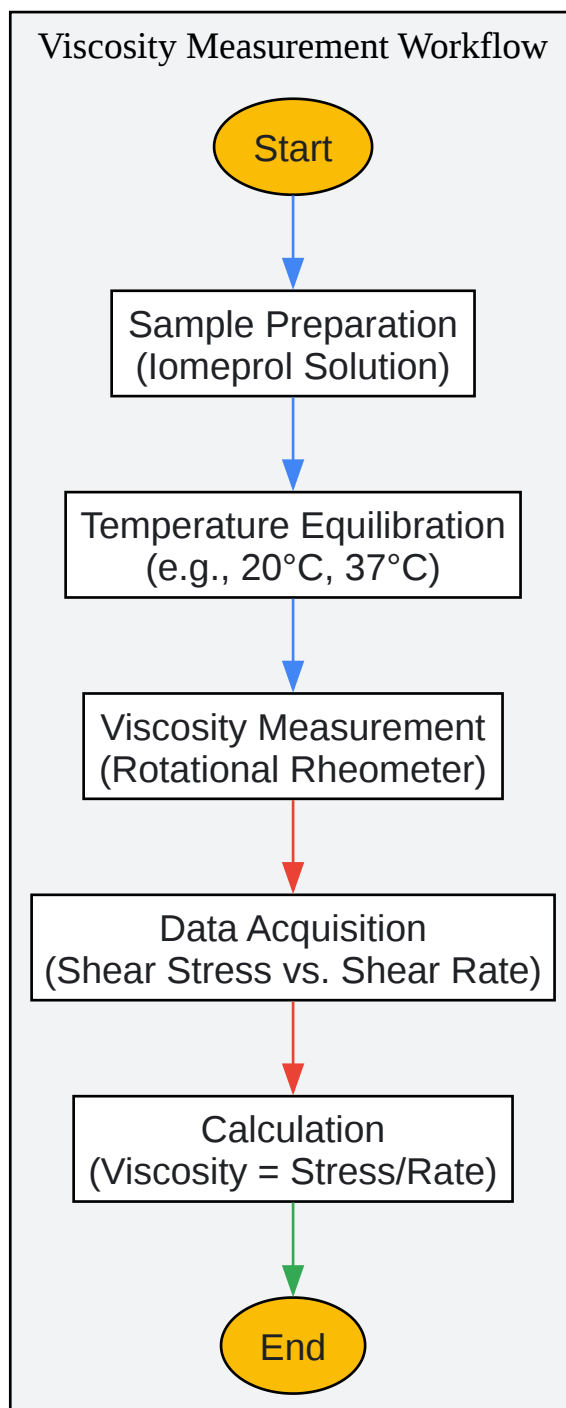 Viscosity Measurement Workflow
Start
Sample Preparation
(Iomeprol Solution)
Temperature Equilibration
(e.g., 20°C, 37°C)
Viscosity Measurement
(Rotational Rheometer)
Data Acquisition
(Shear Stress vs. Shear Rate)
Calculation
(Viscosity = Stress/Rate)
End